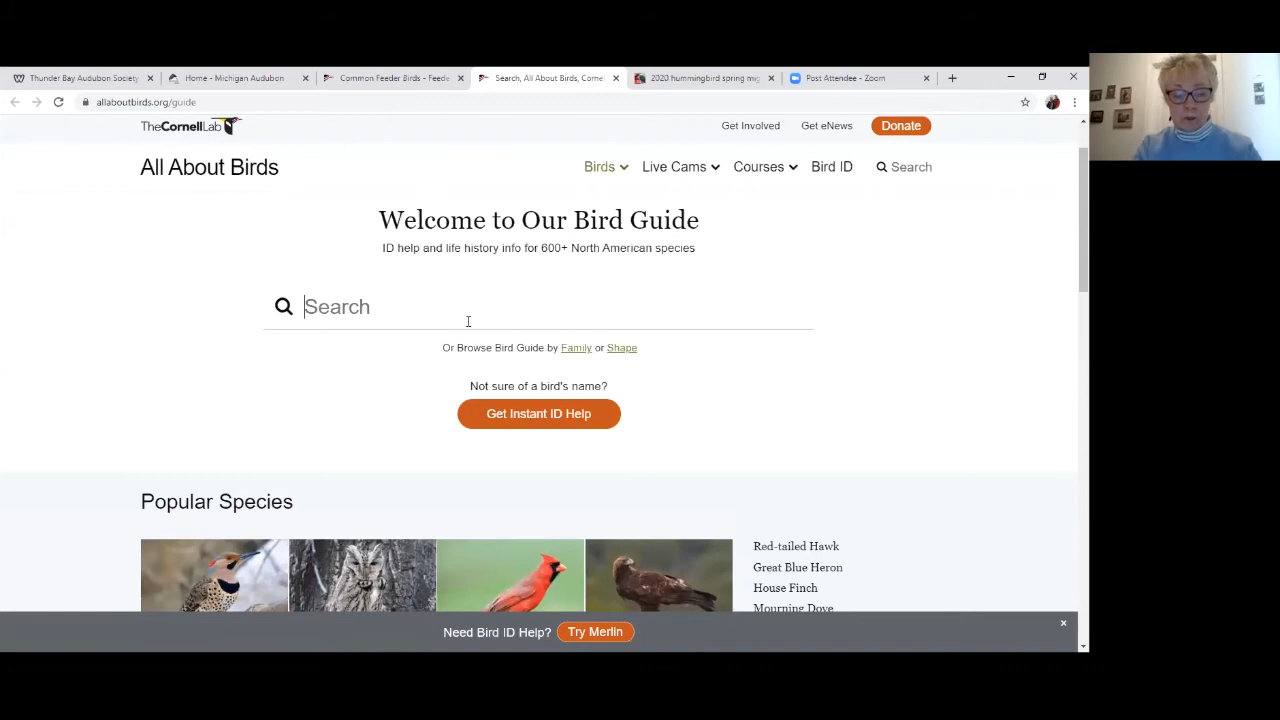 Thunder Bay Audubon Society
Home - Michigan Audubon
Common Feeder Birds - Feede
Search, All About Birds, Cornel
2020 hummingbird spring mig
Post Attendee - Zoom
allaboutbirds.org/guide
TheCornellLab
Get Involved
Get eNews
Donate
All About Birds
Birds
Live Cams
Courses
Bird ID
Search
Welcome to Our Bird Guide
ID help and life history info for 600+ North American species
Search
Or Browse Bird Guide by Family or Shape
Not sure of a bird's name?
Get Instant ID Help
Popular Species
Red-tailed Hawk
Great Blue Heron
House Finch
Mourning Dove
Need Bird ID Help? Try Merlin